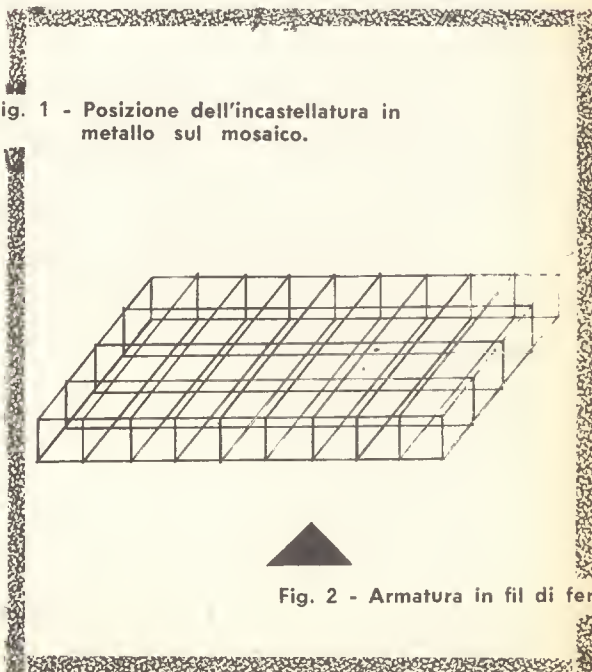 ig. 1 - Posizione dell'incastellatura in
metallo sul mosaico.
Fig. 2 - Armatura in fil di fer